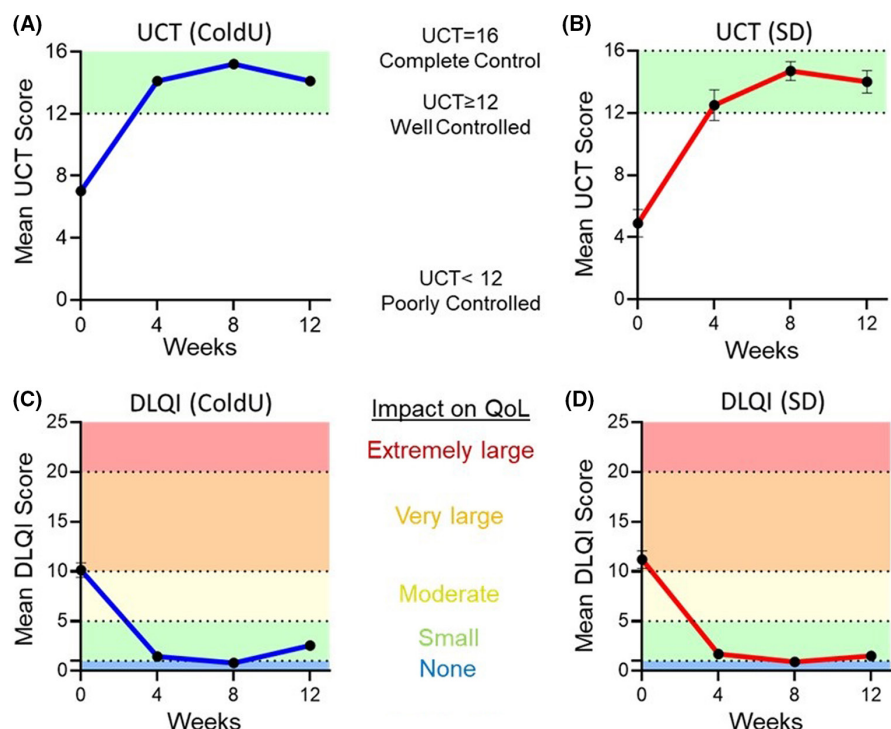 (A)
UCT (ColdU)
Mean UCT Score
16
12
8
4
0
0 4 8 12
Weeks
UCT=16
Complete Control
UCT≥12
Well Controlled
UCT< 12
Poorly Controlled
(B)
UCT (SD)
Mean UCT Score
16
12
8
4
0
0 4 8 12
Weeks
(C)
DLQI (ColdU)
Mean DLQI Score
25
20
15
10
5
0
0 4 8 12
Weeks
Impact on QoL
Extremely large
Very large
Moderate
Small
None
(D)
DLQI (SD)
Mean DLQI Score
25
20
15
10
5
0
0 4 8 12
Weeks